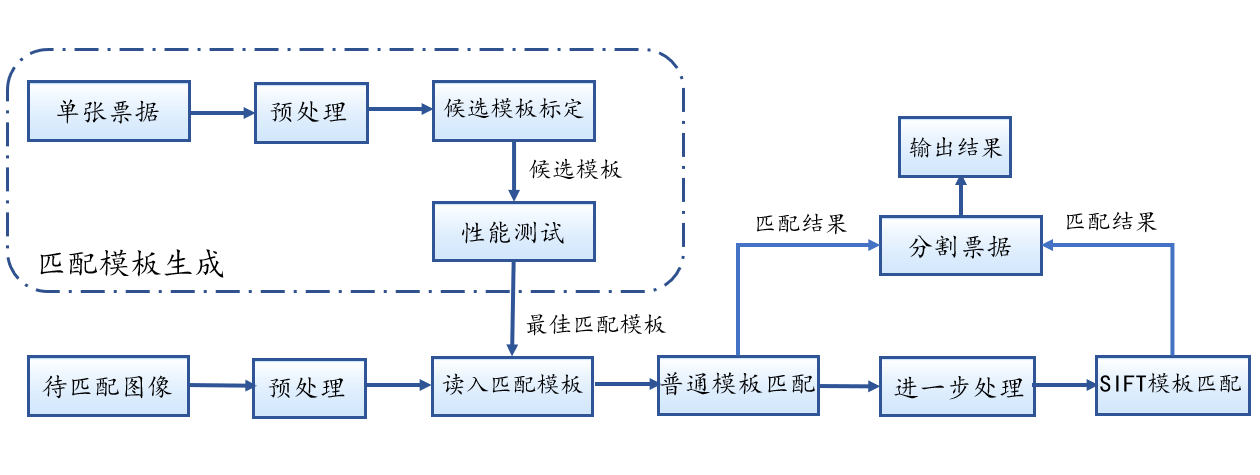 单张票据
预处理
候选模板标定
候选模板
性能测试
匹配模板生成
最佳匹配模板
待匹配图像
预处理
读入匹配模板
普通模板匹配
进一步处理
SIFT模板匹配
匹配结果
匹配结果
分割票据
输出结果